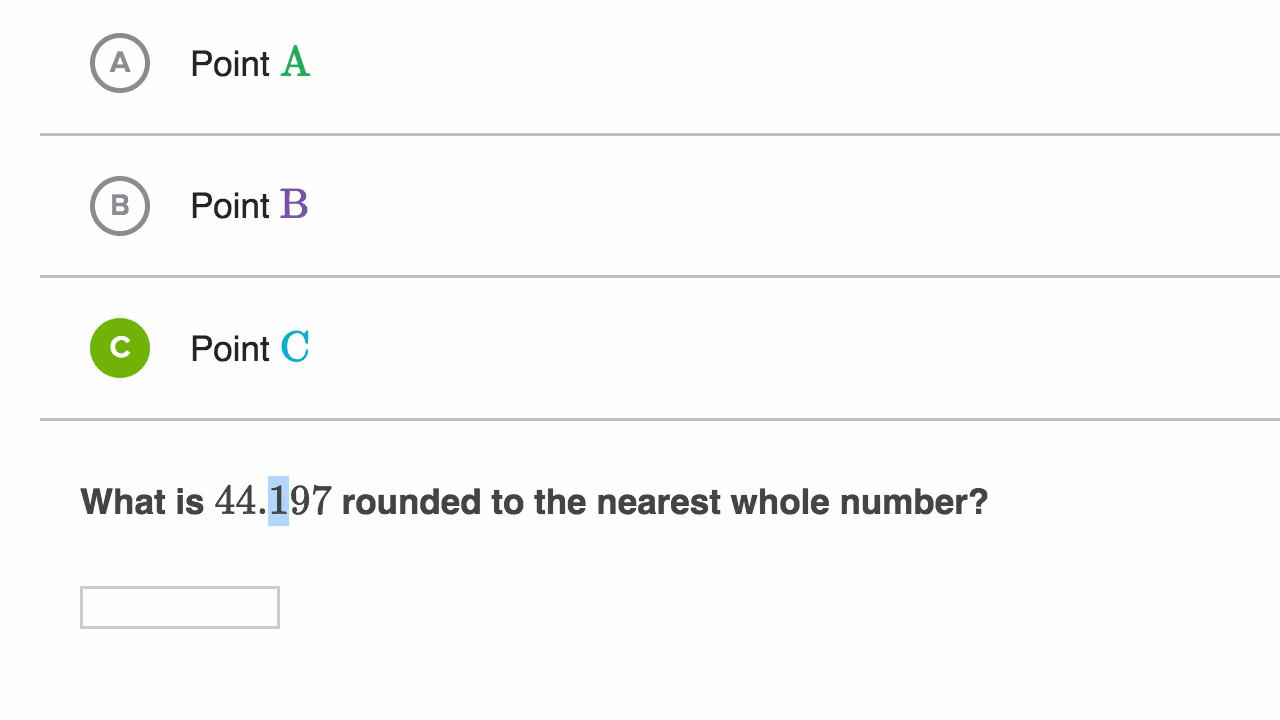 A Point A
B Point B
C Point C
What is 44.197 rounded to the nearest whole number?